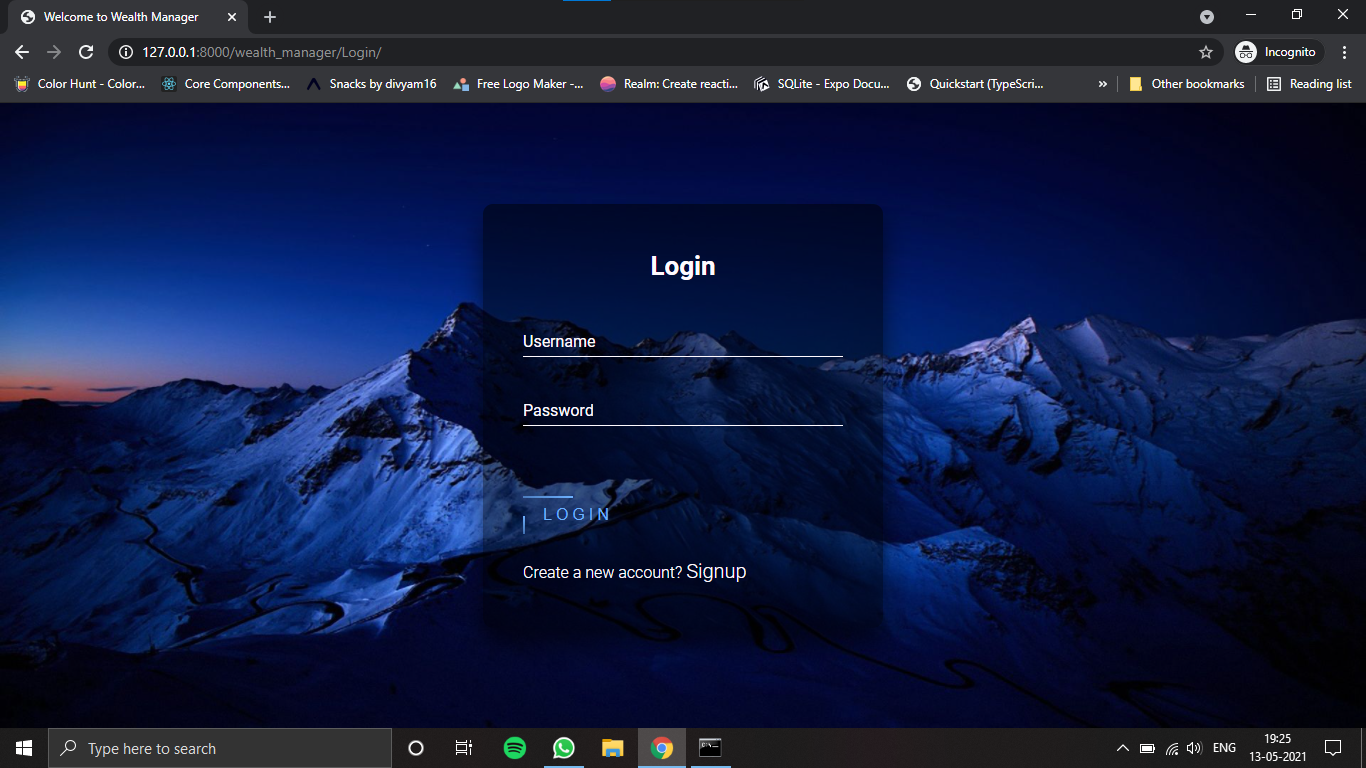 Welcome to Wealth Manager
127.0.0.1:8000/wealth_manager/Login/
Incognito
Color Hunt - Color...
Core Components...
Snacks by divyam16
Free Logo Maker -...
Realm: Create reacti...
SQLite - Expo Docu...
Quickstart (TypeScri...
»
Other bookmarks
Reading list
Login
Username
Password
LOGIN
Create a new account? Signup
Type here to search
ENG
19:25
13-05-2021